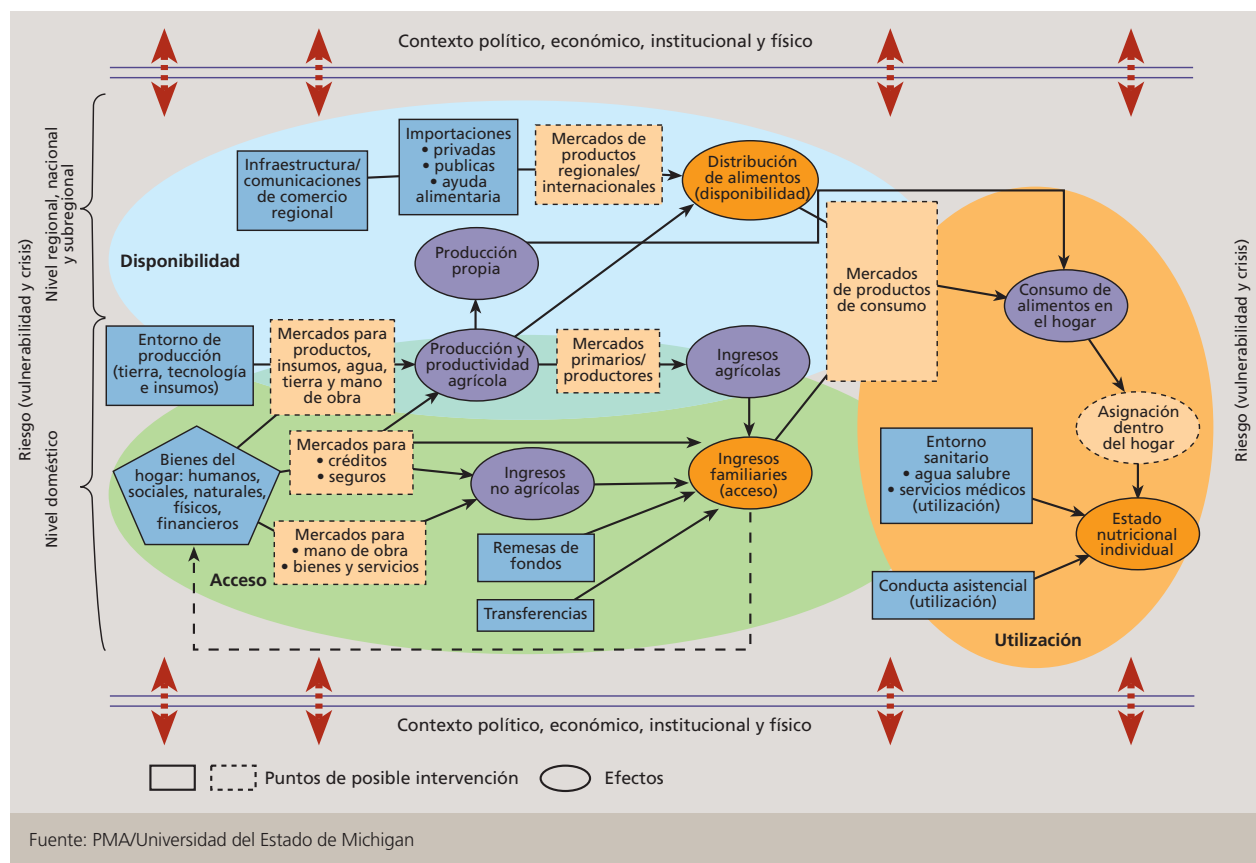 Contexto político, económico, institucional y físico
Riesgo (vulnerabilidad y crisis)
Nivel regional, nacional
y subregional
Nivel doméstico
Infraestructura/
comunicaciones
de comercio
regional
Importaciones
• privadas
• publicas
• ayuda
alimentaria
Mercados de
productos
regionales/
internacionales
Distribución
de alimentos
(disponibilidad)
Disponibilidad
Producción
propia
Mercados
de productos
de consumo
Consumo de
alimentos en
el hogar
Riesgo (vulnerabilidad y crisis)
Entorno de
producción
(tierra, tecnología
e insumos)
Mercados para
productos,
insumos, agua,
tierra y mano
de obra
Producción y
productividad
agrícola
Mercados
primarios/
productores
Ingresos
agrícolas
Asignación
dentro
del hogar
Bienes del
hogar: humanos,
sociales, naturales,
físicos,
financieros
Mercados para
• créditos
• seguros
Ingresos
no agrícolas
Ingresos
familiaries
(acceso)
Entorno
sanitario
• agua salubre
• servicios médicos
(utilización)
Estado
nutricional
individual
Mercados para
• mano de obra
• bienes y servicios
Remesas de
fondos
Acceso
Transferencias
Conducta asistencial
(utilización)
Utilización
Contexto político, económico, institucional y físico
Puntos de posible intervención
Efectos
Fuente: PMA/Universidad del Estado de Michigan